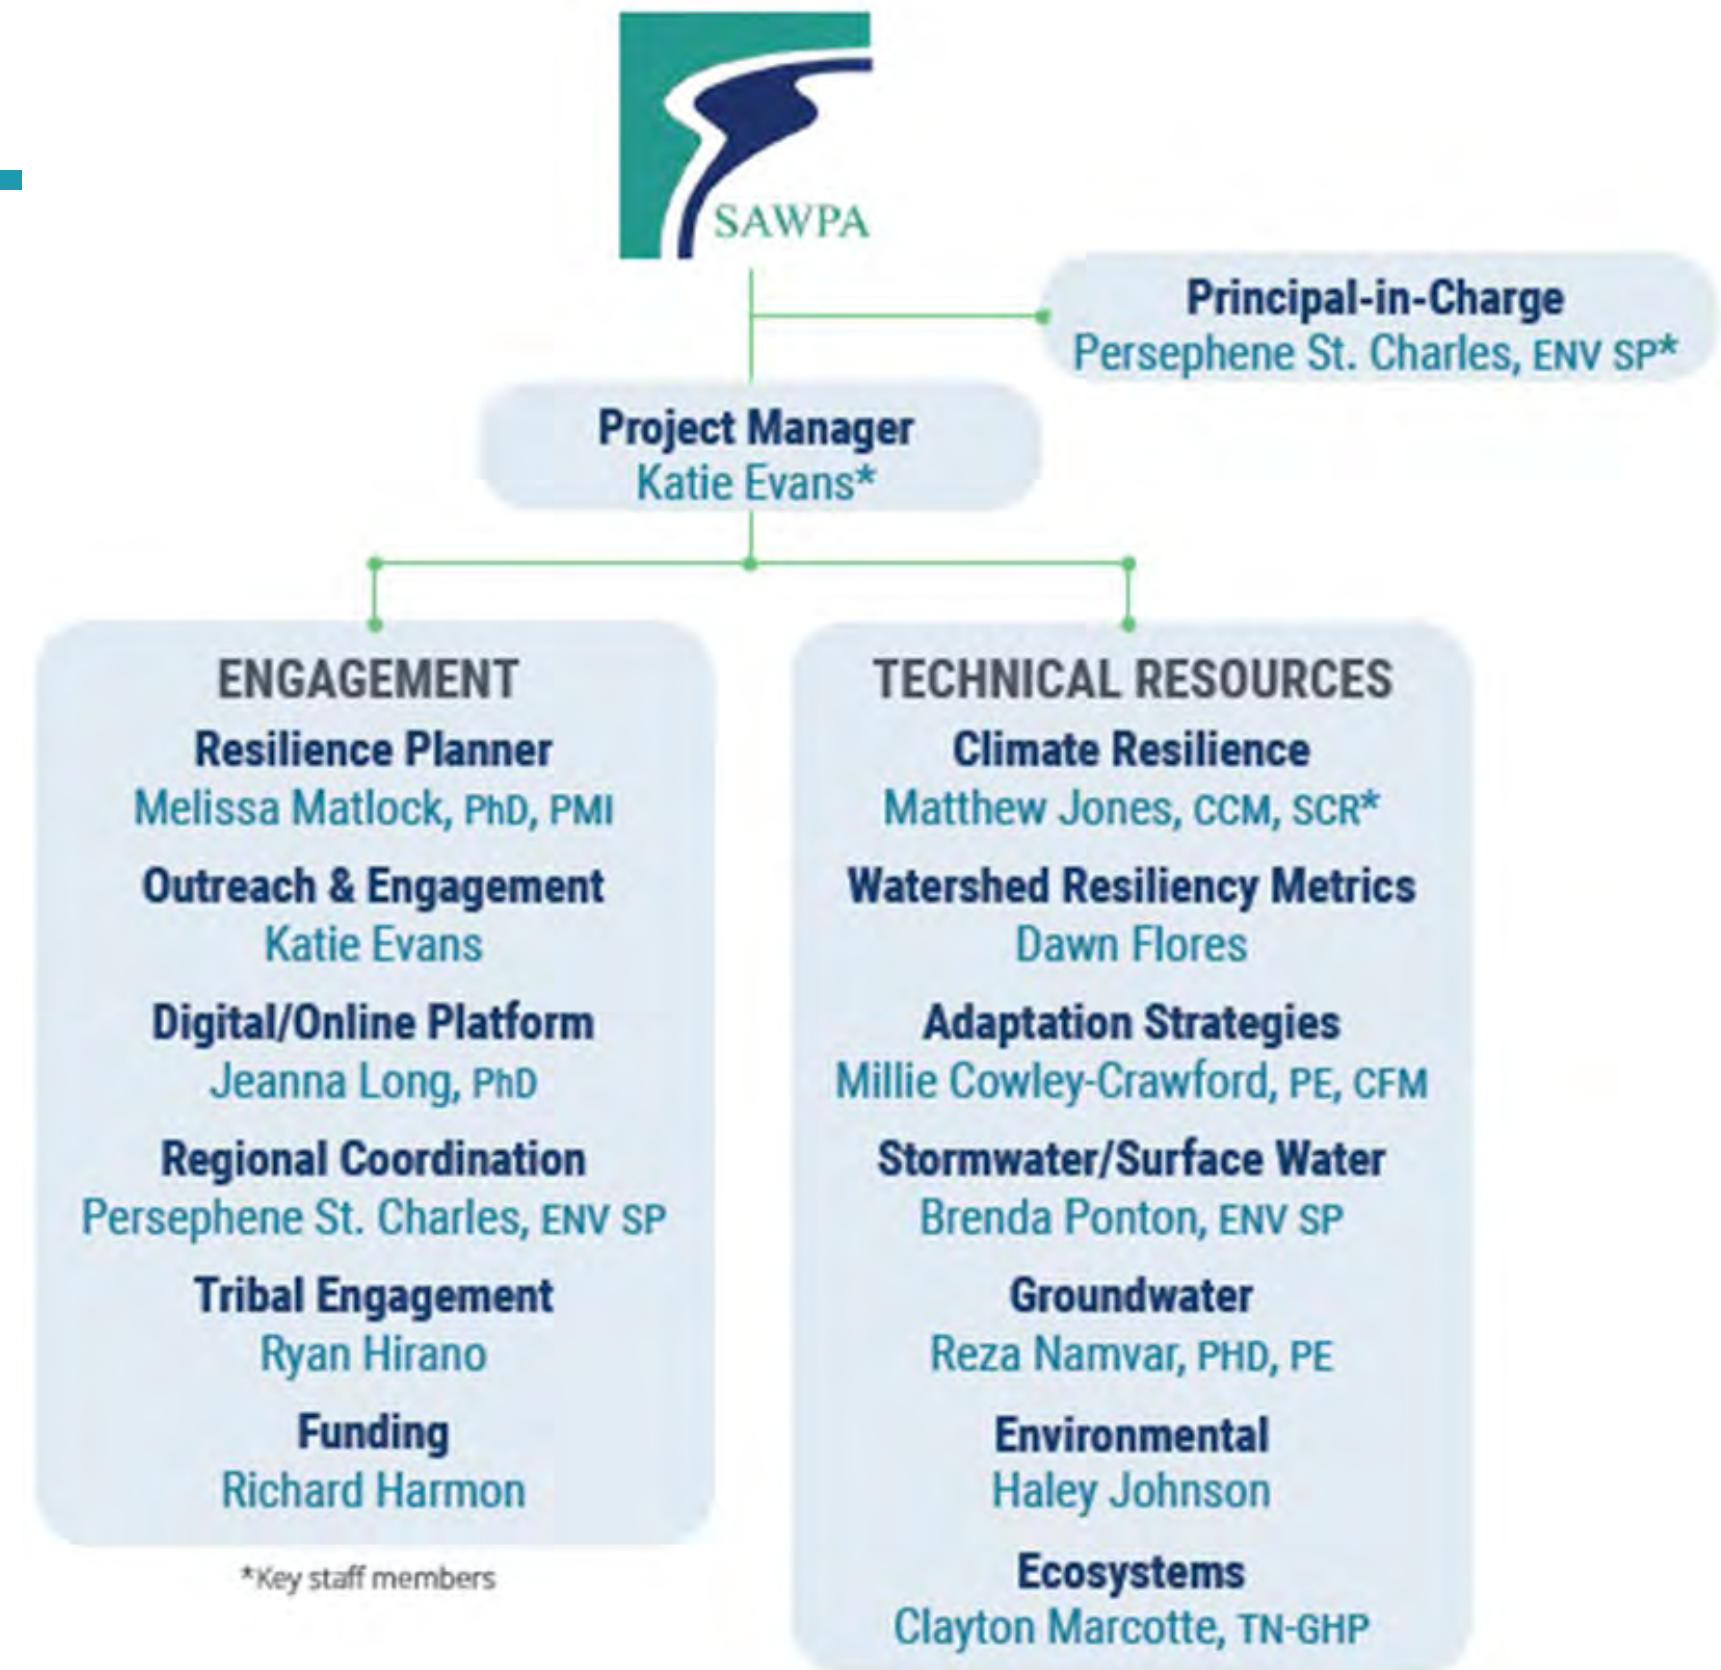 SAWPA
Principal-in-Charge
Persephene St. Charles, ENV SP*
Project Manager
Katie Evans*
ENGAGEMENT
Resilience Planner
Melissa Matlock, PhD, PMI
Outreach & Engagement
Katie Evans
Digital/Online Platform
Jeanna Long, PhD
Regional Coordination
Persephene St. Charles, ENV SP
Tribal Engagement
Ryan Hirano
Funding
Richard Harmon
*Key staff members
TECHNICAL RESOURCES
Climate Resilience
Matthew Jones, CCM, SCR*
Watershed Resiliency Metrics
Dawn Flores
Adaptation Strategies
Millie Cowley-Crawford, PE, CFM
Stormwater/Surface Water
Brenda Ponton, ENV SP
Groundwater
Reza Namvar, PHD, PE
Environmental
Haley Johnson
Ecosystems
Clayton Marcotte, TN-GHP